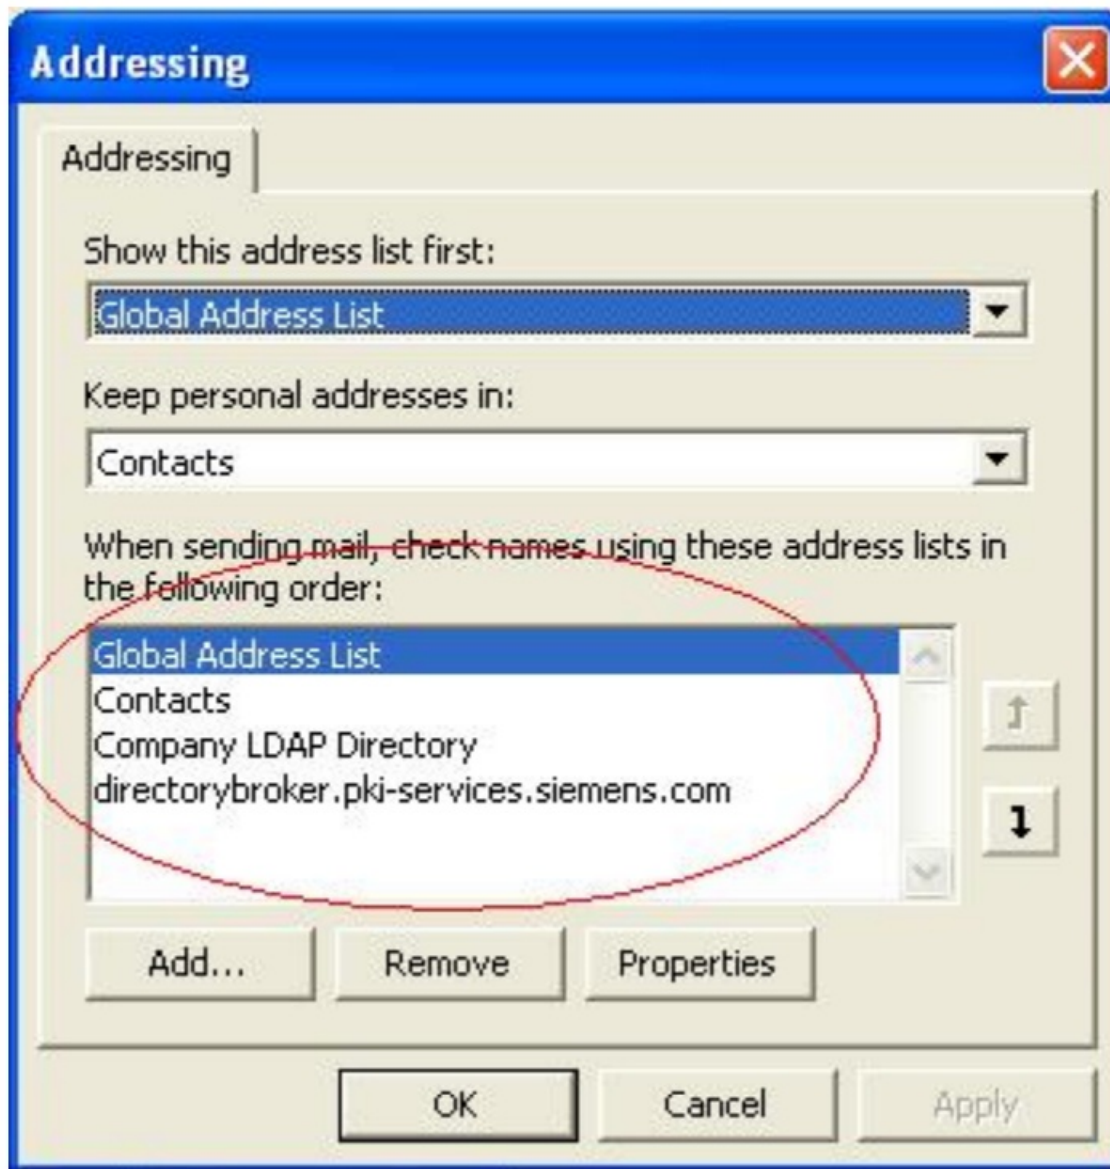 Addressing
Addressing
Show this address list first:
Global Address List
Keep personal addresses in:
Contacts
When sending mail, check names using these address lists in
the following order:
Global Address List
Contacts
Company LDAP Directory
directorybroker.pki-services.siemens.com
Add... Remove Properties
OK Cancel Apply